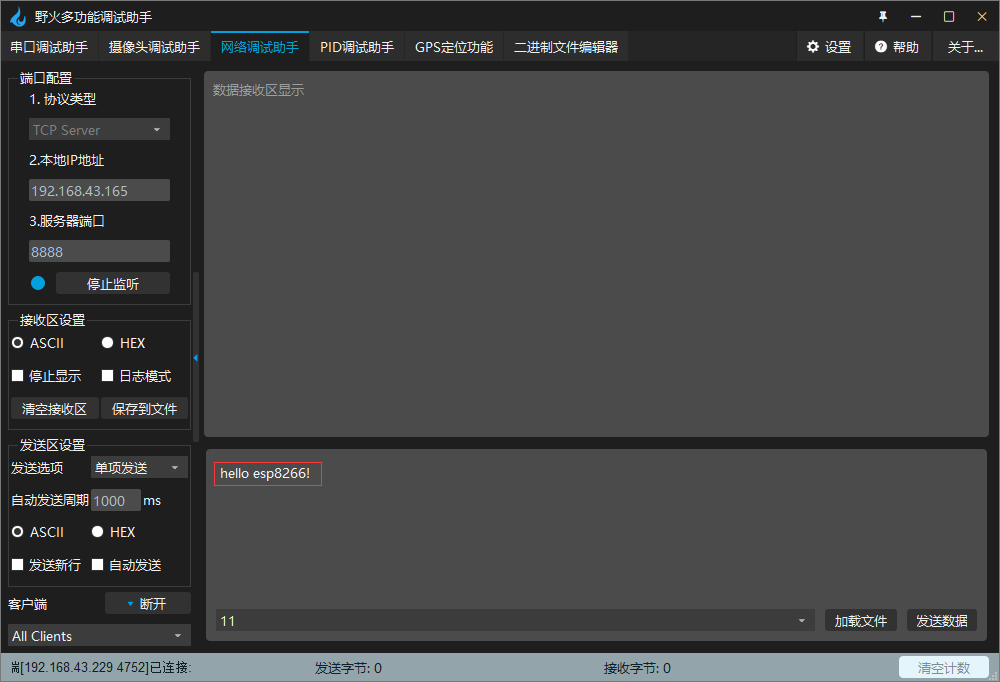 野火多功能调试助手
串口调试助手 摄像头调试助手 网络调试助手 PID调试助手 GPS定位功能 二进制文件编辑器 设置 帮助 关于...
端口配置
1. 协议类型
TCP Server
2.本地IP地址
192.168.43.165
3.服务器端口
8888
停止监听
接收区设置
ASCII HEX
停止显示 日志模式
清空接收区 保存到文件
发送区设置
发送选项 单项发送
自动发送周期 1000 ms
ASCII HEX
发送新行 自动发送
客户端 断开
All Clients
数据接收区显示
hello esp8266!
11 加载文件 发送数据
[192.168.43.229 4752]已连接: 发送字节: 0 接收字节: 0 清空计数